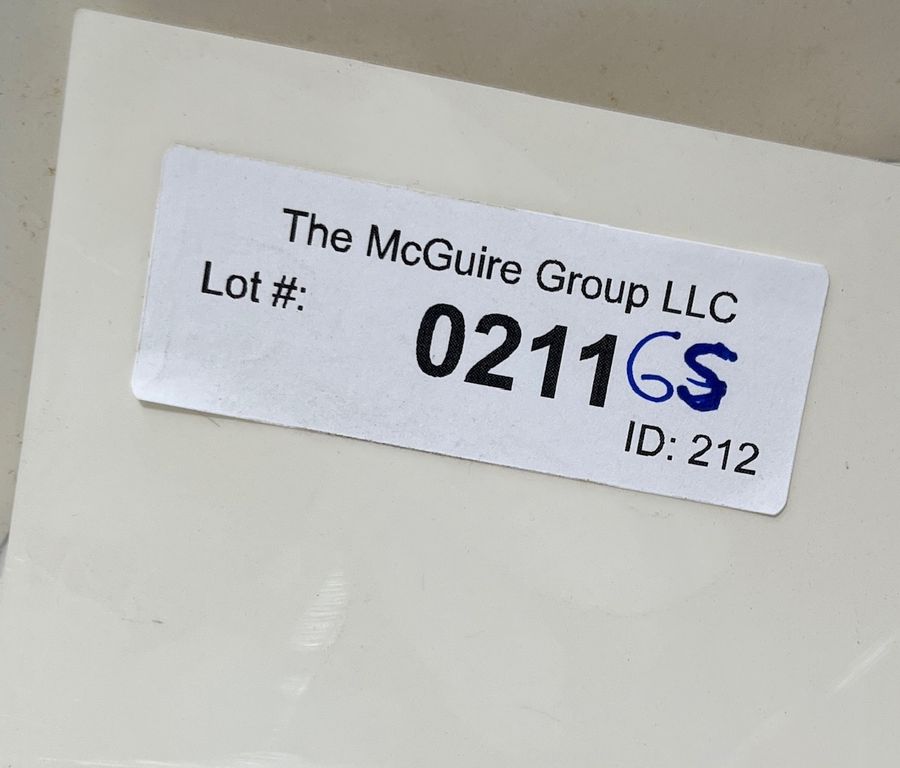 The McGuire Group LLC
Lot #:
0211GS
ID: 212